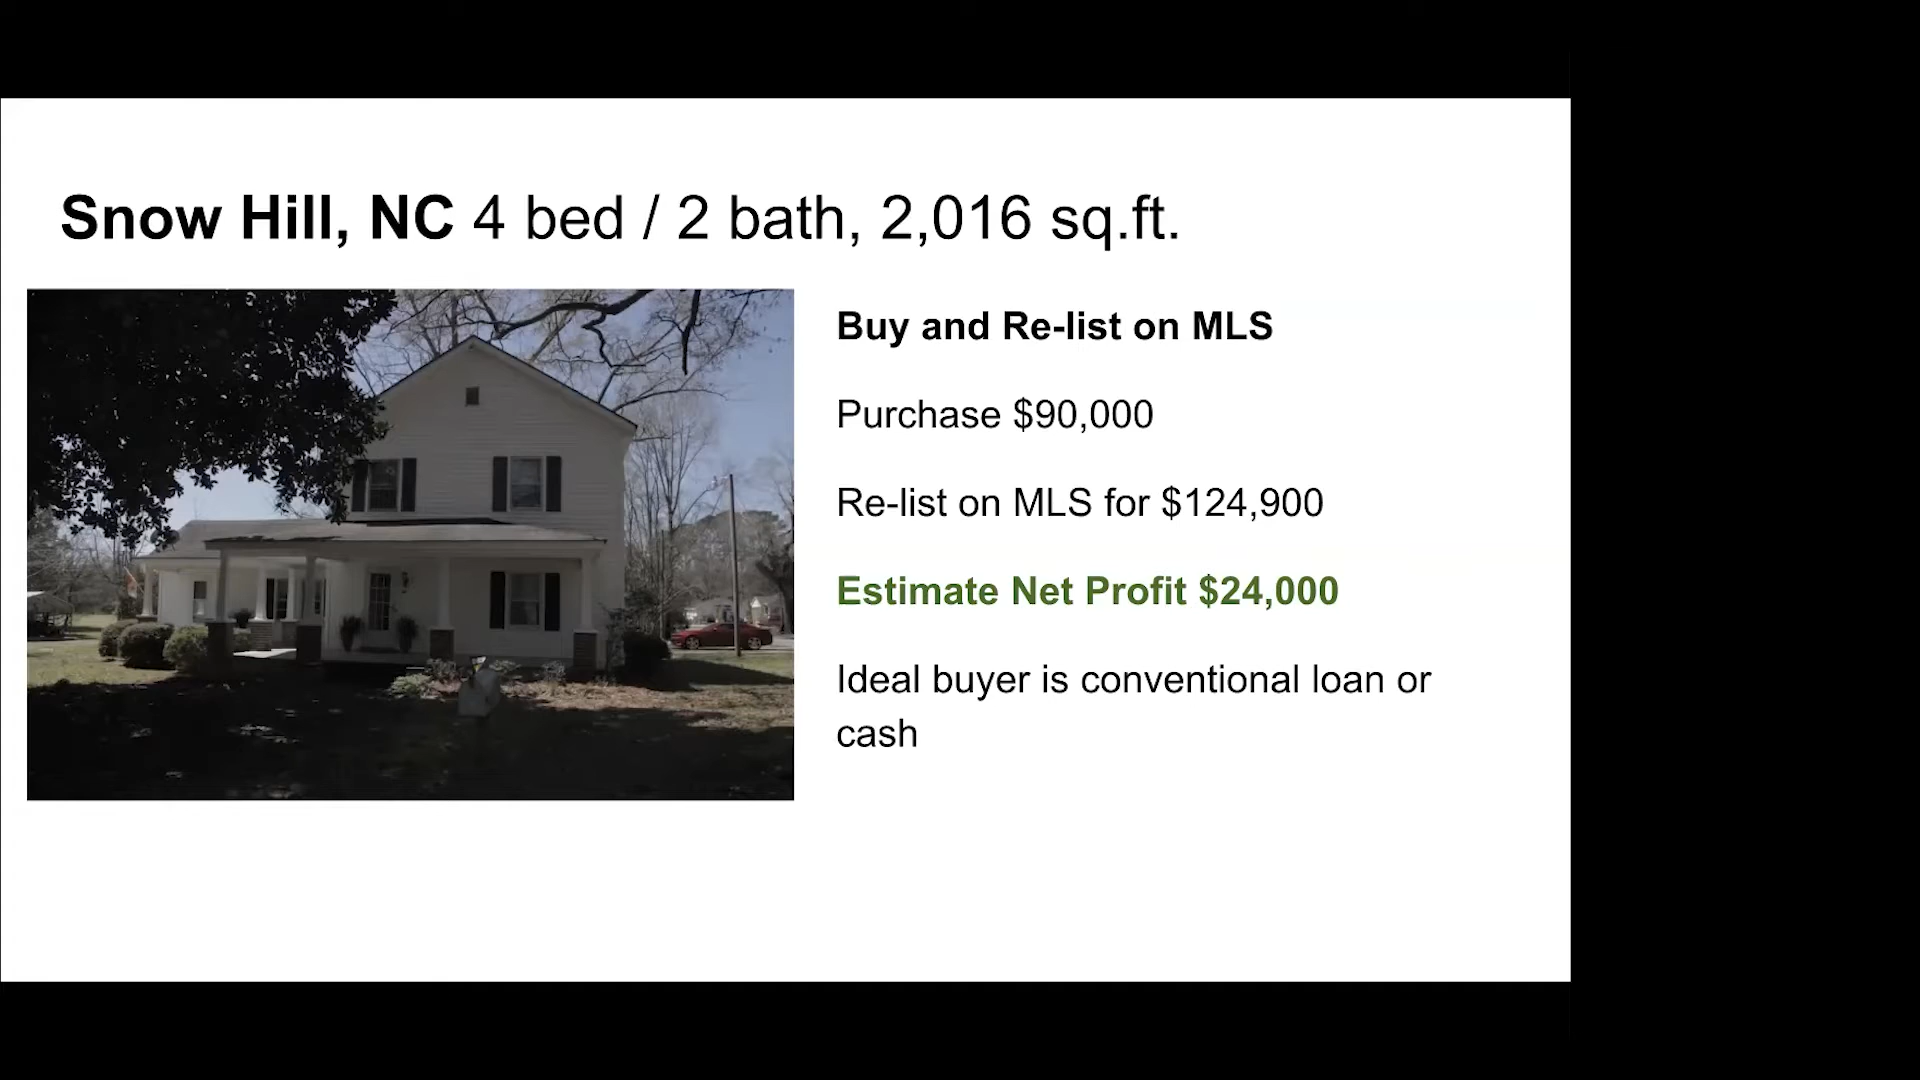 Snow Hill, NC 4 bed / 2 bath, 2,016 sq.ft.
Buy and Re-list on MLS
Purchase $90,000
Re-list on MLS for $124,900
Estimate Net Profit $24,000
Ideal buyer is conventional loan or
cash